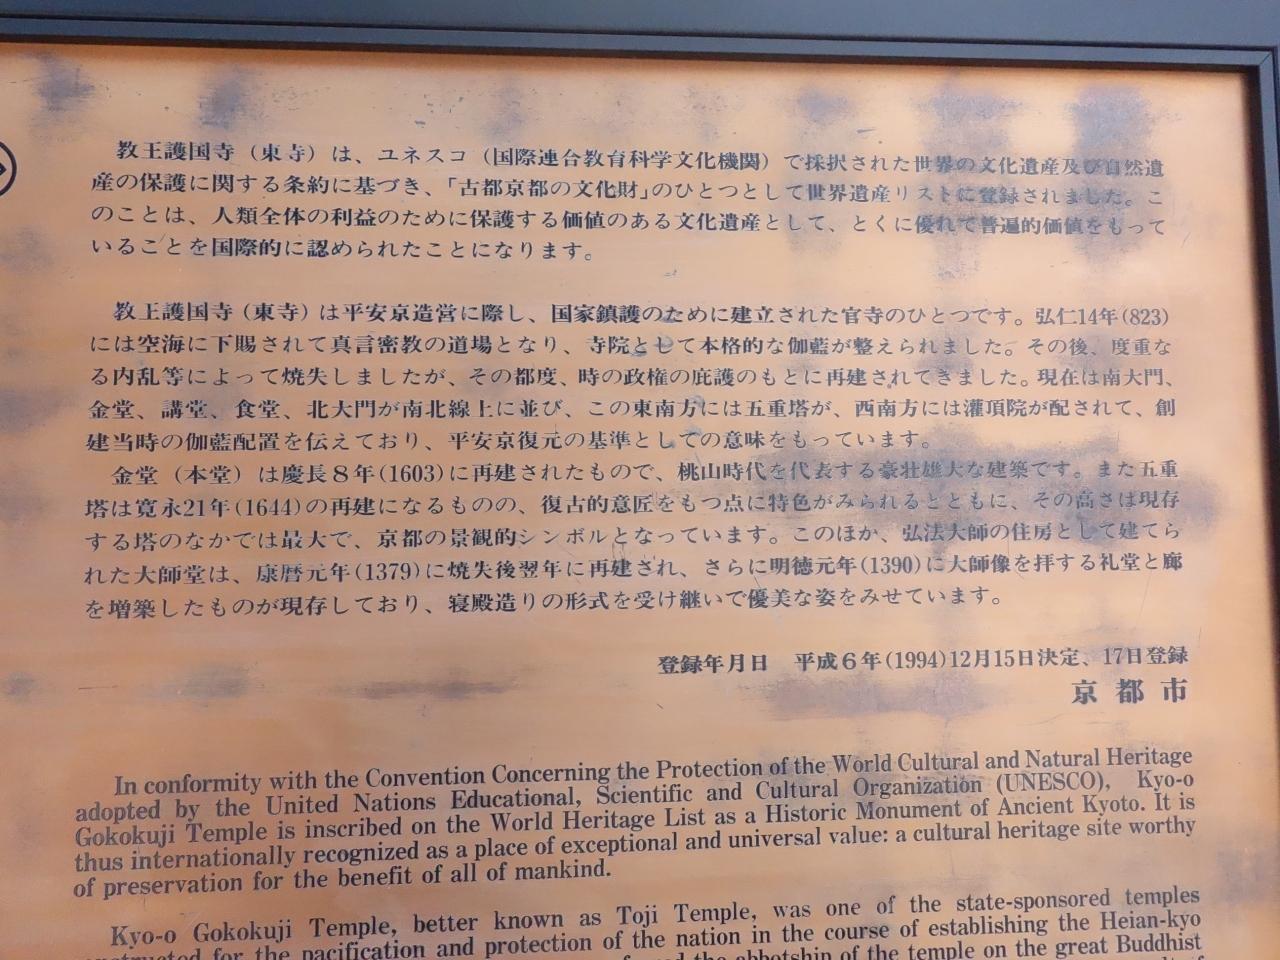 教王護国寺（東寺）は、ユネスコ（国際連合教育科学文化機関）で採択された世界の文化遺産及び自然遺
産の保護に関する条約に基づき、「古都京都の文化財」のひとつとして世界遺産リストに登録されました。こ
のことは、人類全体の利益のために保護する価値のある文化遺産として、とくに優れて普遍的価値をもって
いることを国際的に認められたことになります。
教王護国寺（東寺）は平安京造営に際し、国家鎮護のために建立された官寺のひとつです。弘仁14年(823)
には空海に下賜されて真言密教の道場となり、寺院として本格的な伽藍が整えられました。その後、度重な
る内乱等によって焼失しましたが、その都度、時の政権の庇護のもとに再建されてきました。現在は南大門、
金堂、講堂、食堂、北大門が南北線上に並び、この東南方には五重塔が、西南方には灌頂院が配されて、創
建当時の伽藍配置を伝えており、平安京復元の基準としての意味をもっています。
金堂（本堂）は慶長８年(1603)に再建されたもので、桃山時代を代表する豪壮雄大な建築です。また五重
塔は寛永21年(1644)の再建になるものの、復古的意匠をもつ点に特色がみられるとともに、その高さは現存
する塔のなかでは最大で、京都の景観的シンボルとなっています。このほか、弘法大師の住房として建てら
れた大師堂は、康暦元年(1379)に焼失後翌年に再建され、さらに明徳元年(1390)に大師像を拝する礼堂と廊
を増築したものが現存しており、寝殿造りの形式を受け継いで優美な姿をみせています。
登録年月日　平成６年(1994)12月15日決定、17日登録
京都市
In conformity with the Convention Concerning the Protection of the World Cultural and Natural Heritage
adopted by the United Nations Educational, Scientific and Cultural Organization (UNESCO), Kyo-o
Gokokuji Temple is inscribed on the World Heritage List as a Historic Monument of Ancient Kyoto. It is
thus internationally recognized as a place of exceptional and universal value: a cultural heritage site worthy
of preservation for the benefit of all of mankind.
Kyo-o Gokokuji Temple, better known as Toji Temple, was one of the state-sponsored temples
for the pacification and protection of the nation in the course of establishing the Heian-kyo
the abbotship of the temple on the great Buddhist